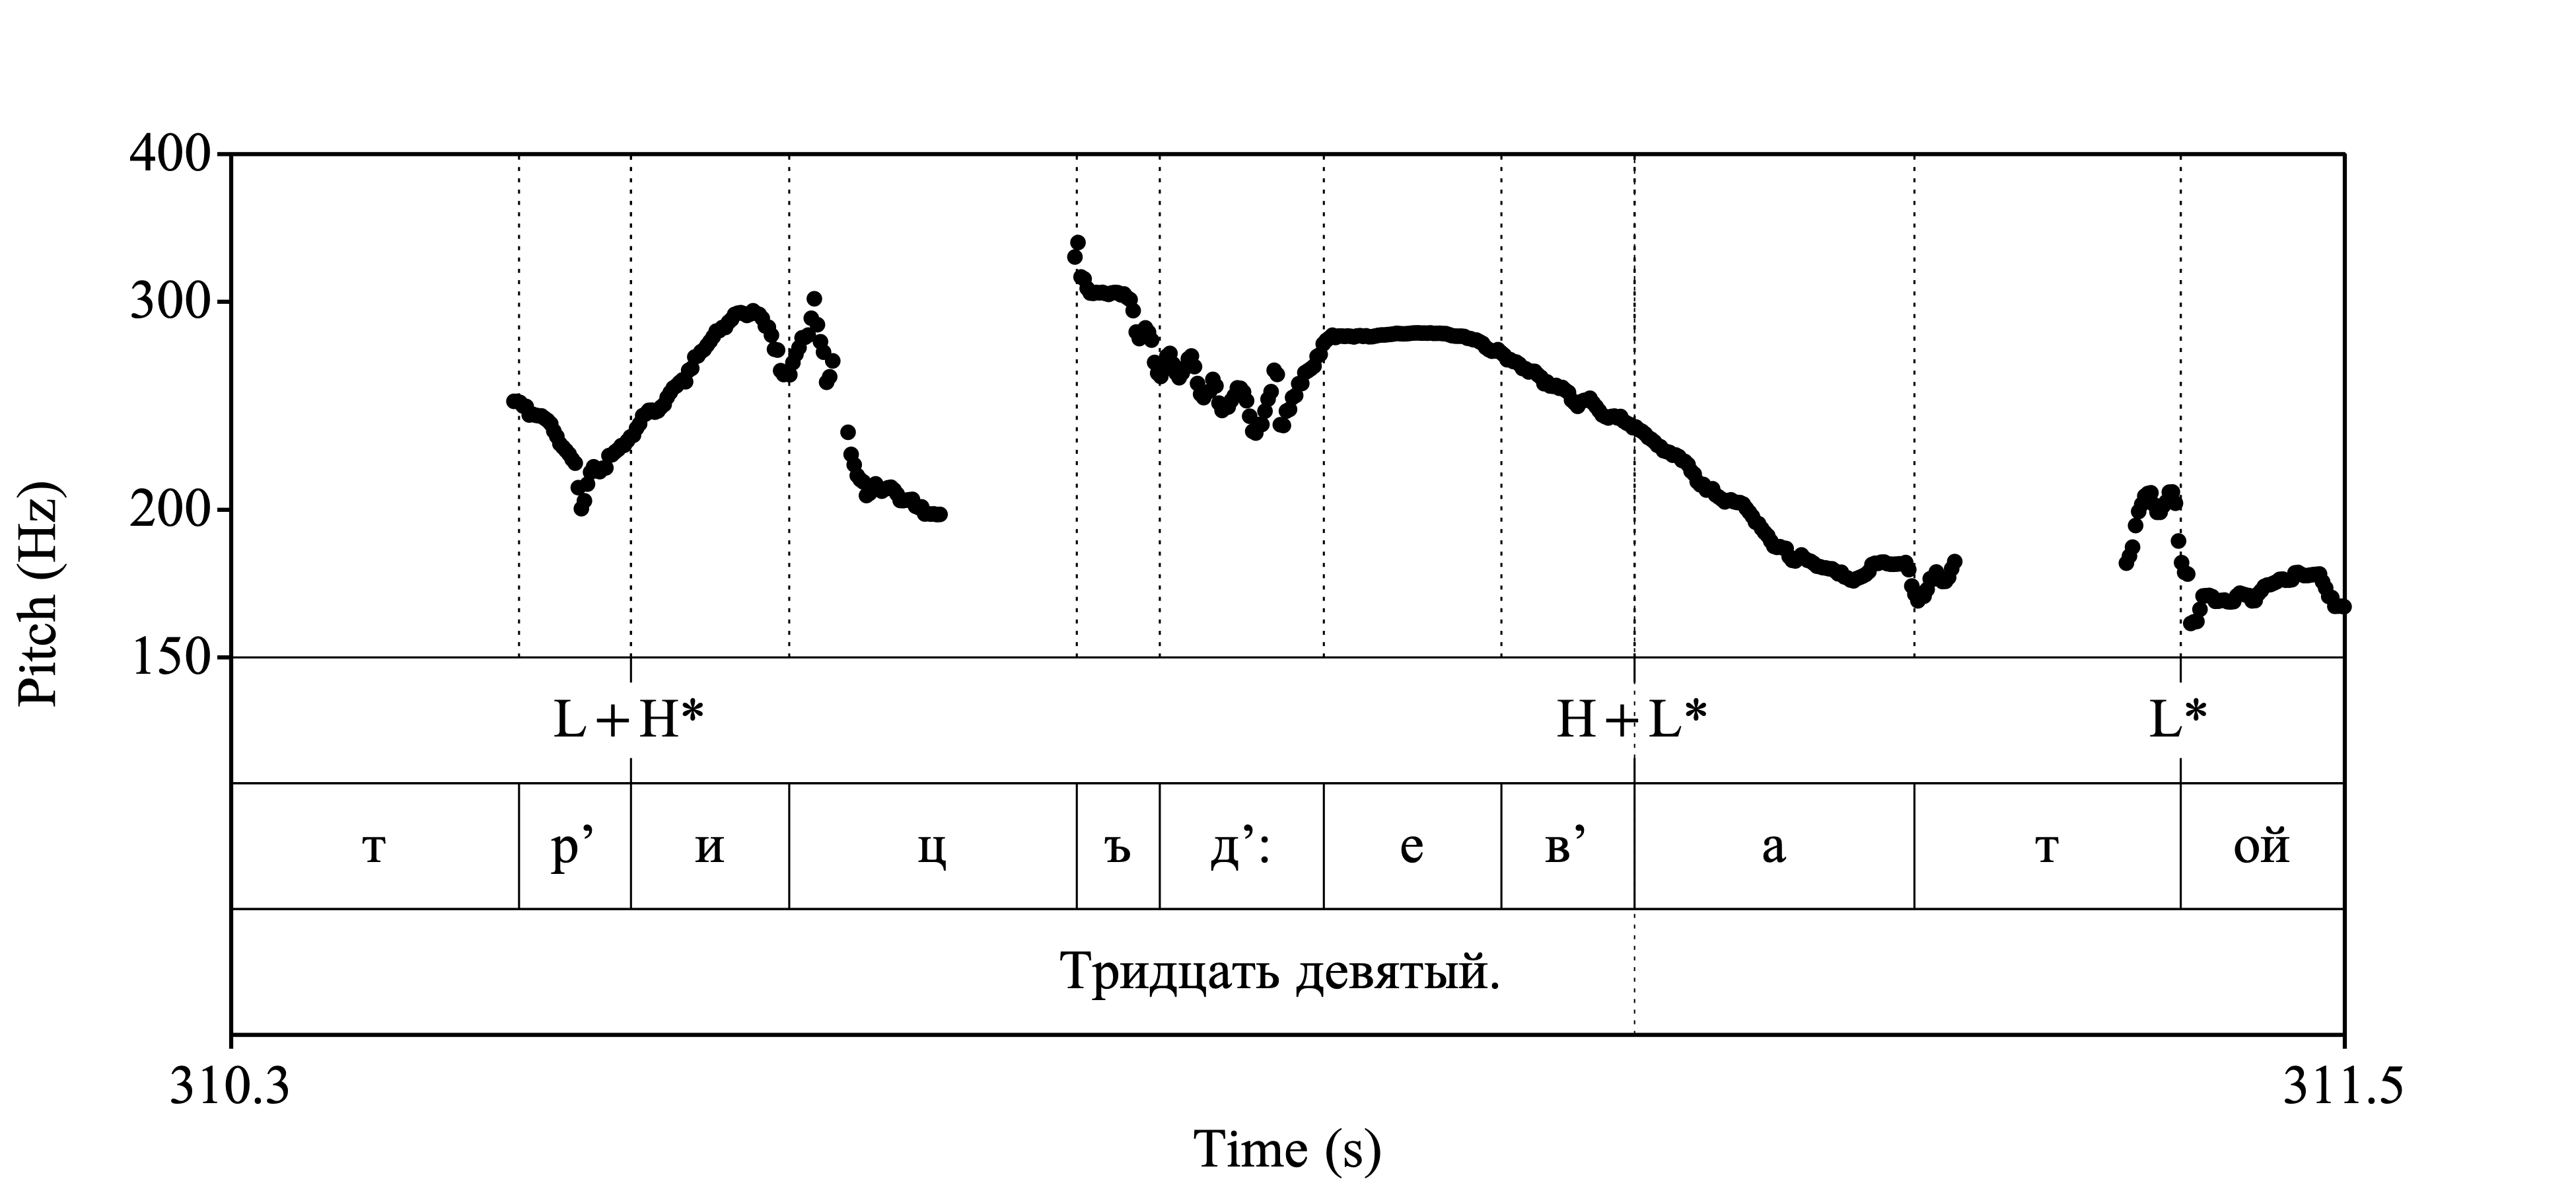 400
300
200
150
Pitch (Hz)
L+H* H+L* L*
т р’ и ц ъ д’: е в’ а т ой
Тридцать девятый.
310.3 311.5
Time (s)